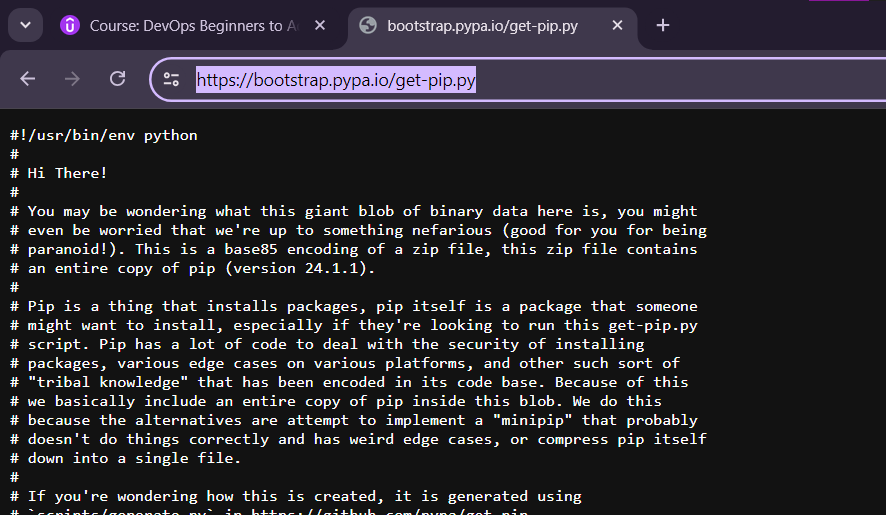 Course: DevOps Beginners to A
bootstrap.pypa.io/get-pip.py
https://bootstrap.pypa.io/get-pip.py
#!/usr/bin/env python
#
# Hi There!
#
# You may be wondering what this giant blob of binary data here is, you might
# even be worried that we're up to something nefarious (good for you for being
# paranoid!). This is a base85 encoding of a zip file, this zip file contains
# an entire copy of pip (version 24.1.1).
#
# Pip is a thing that installs packages, pip itself is a package that someone
# might want to install, especially if they're looking to run this get-pip.py
# script. Pip has a lot of code to deal with the security of installing
# packages, various edge cases on various platforms, and other such sort of
# "tribal knowledge" that has been encoded in its code base. Because of this
# we basically include an entire copy of pip inside this blob. We do this
# because the alternatives are attempt to implement a "minipip" that probably
# doesn't do things correctly and has weird edge cases, or compress pip itself
# down into a single file.
#
# If you're wondering how this is created, it is generated using
# `scripts/generate.py` in https://github.com/pypa/get-pip.